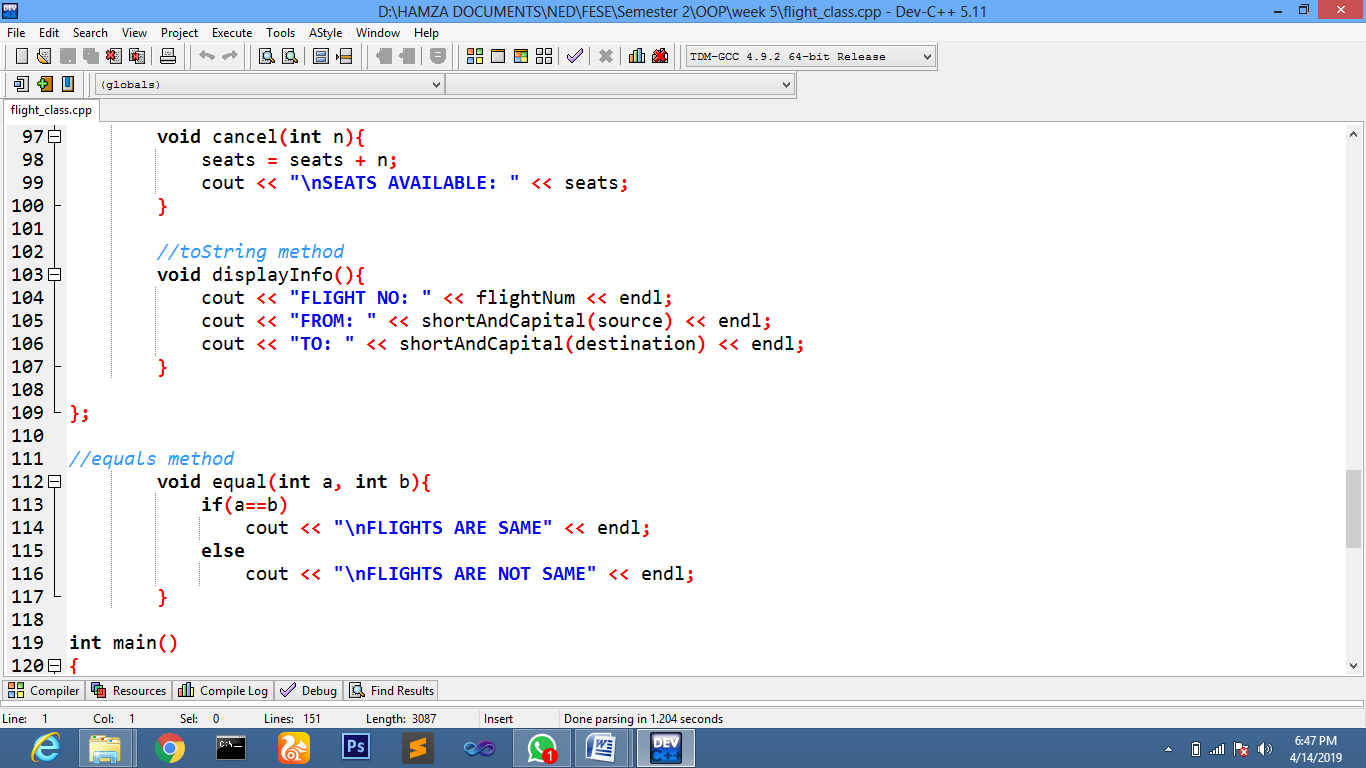 D:\HAMZA DOCUMENTS\NED\FESE\Semester 2\OOP\week 5\flight_class.cpp - Dev-C++ 5.11
File Edit Search View Project Execute Tools AStyle Window Help
TDM-GCC 4.9.2 64-bit Release
(globals)
flight_class.cpp
97 void cancel(int n){
98 seats = seats + n;
99 cout << "\nSEATS AVAILABLE: " << seats;
100 }
101
102 //toString method
103 void displayInfo(){
104 cout << "FLIGHT NO: " << flightNum << endl;
105 cout << "FROM: " << shortAndCapital(source) << endl;
106 cout << "TO: " << shortAndCapital(destination) << endl;
107 }
108
109 };
110
111 //equals method
112 void equal(int a, int b){
113 if(a==b)
114 cout << "\nFLIGHTS ARE SAME" << endl;
115 else
116 cout << "\nFLIGHTS ARE NOT SAME" << endl;
117 }
118
119 int main()
120 {
Compiler Resources Compile Log Debug Find Results
Line: 1 Col: 1 Sel: 0 Lines: 151 Length: 3087 Insert Done parsing in 1.204 seconds
C:\_
Ps
S
1
W
DEV
C++
6:47 PM
4/14/2019